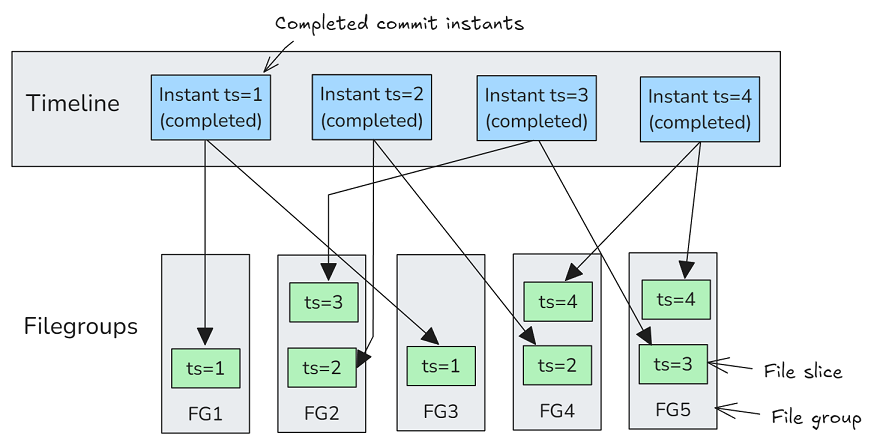 Completed commit instants
Timeline
Instant ts=1
(completed)
Instant ts=2
(completed)
Instant ts=3
(completed)
Instant ts=4
(completed)
Filegroups
ts=1
FG1
ts=3
ts=2
FG2
ts=1
FG3
ts=4
ts=2
FG4
ts=4
ts=3
FG5
File slice
File group